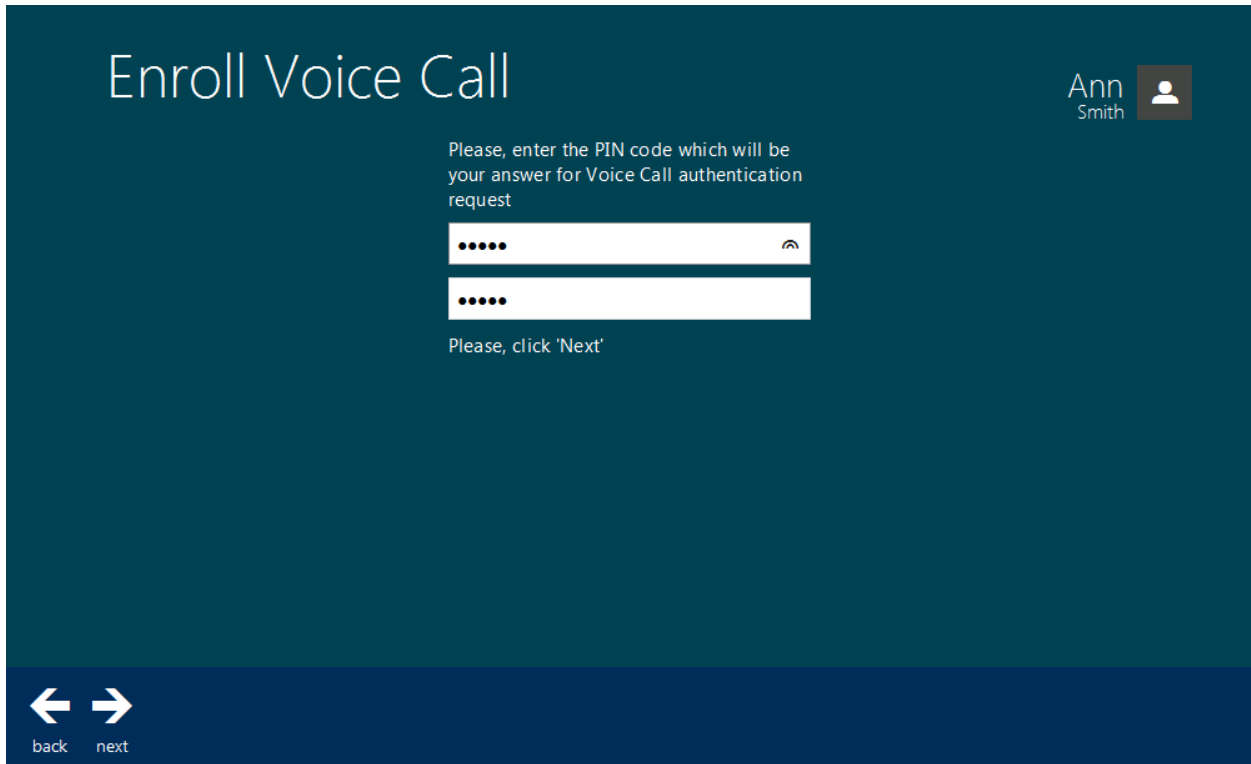 Enroll Voice Call
Ann
Smith
Please, enter the PIN code which will be
your answer for Voice Call authentication
request
•••••
•••••
Please, click 'Next'
back next